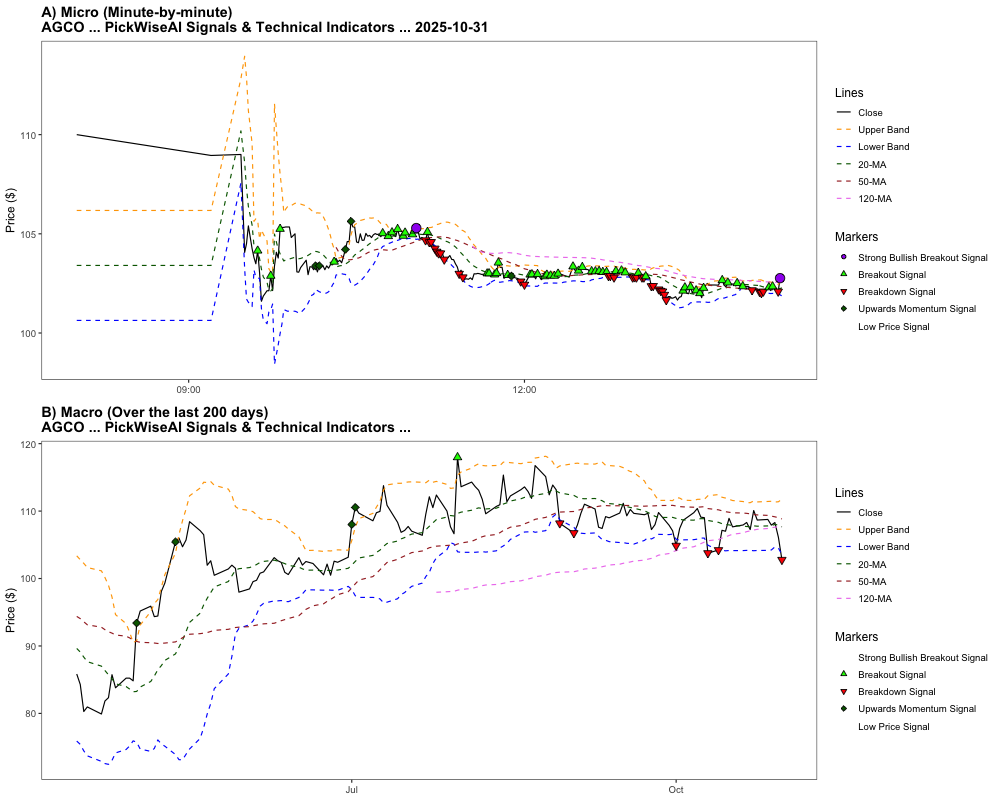 A) Micro (Minute-by-minute)
AGCO ... PickWiseAI Signals & Technical Indicators ... 2025-10-31
Price ($)
110
105
100
09:00
12:00
Lines
Close
Upper Band
Lower Band
20-MA
50-MA
120-MA
Markers
Strong Bullish Breakout Signal
Breakout Signal
Breakdown Signal
Upwards Momentum Signal
Low Price Signal
B) Macro (Over the last 200 days)
AGCO ... PickWiseAI Signals & Technical Indicators ...
Price ($)
120
110
100
90
80
Jul
Oct
Lines
Close
Upper Band
Lower Band
20-MA
50-MA
120-MA
Markers
Strong Bullish Breakout Signal
Breakout Signal
Breakdown Signal
Upwards Momentum Signal
Low Price Signal